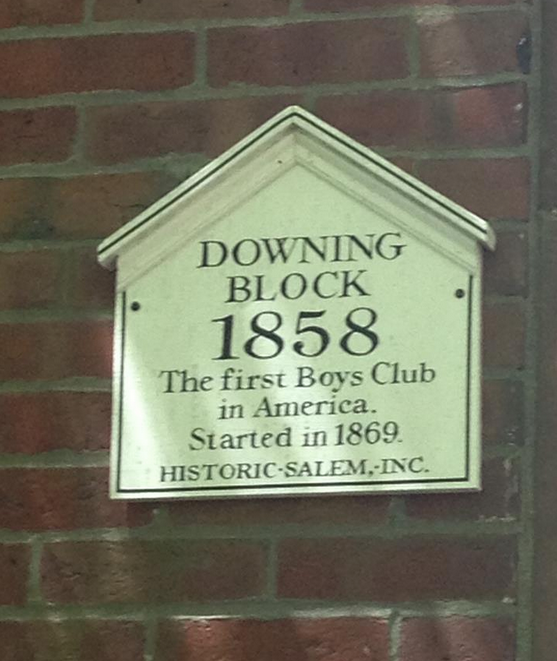 DOWNING
BLOCK
1858
The first Boys Club
in America.
Started in 1869.
HISTORIC-SALEM,-INC.